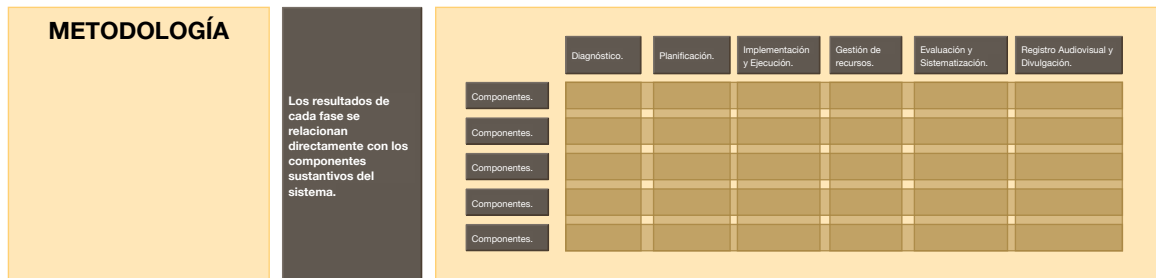 METODOLOGÍA
Los resultados de
cada fase se
relacionan
directamente con los
componentes
sustantivos del
sistema.
Diagnóstico.
Planificación.
Implementación
y Ejecución.
Gestión de
recursos.
Evaluación y
Sistematización.
Registro Audiovisual y
Divulgación.
Componentes.
Componentes.
Componentes.
Componentes.
Componentes.